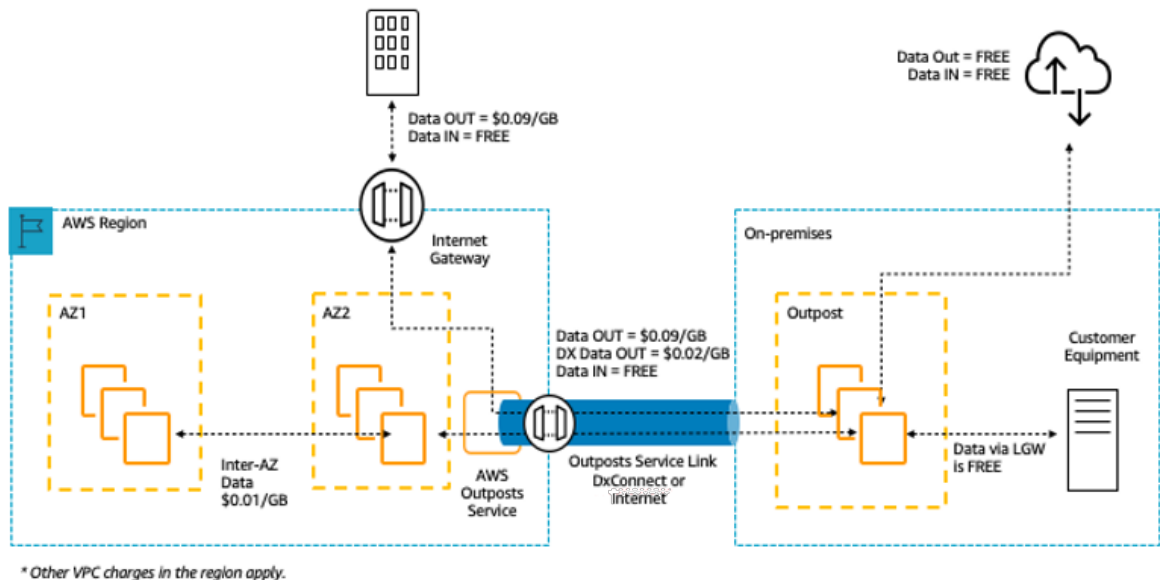 Data OUT = $0.09/GB
Data IN = FREE
Data Out = FREE
Data IN = FREE
AWS Region
Internet
Gateway
On-premises
AZ1
AZ2
Outpost
Data OUT = $0.09/GB
DX Data OUT = $0.02/GB
Data IN = FREE
Customer
Equipment
Inter-AZ
Data
$0.01/GB
AWS
Outposts
Service
Outposts Service Link
DxConnect or
Internet
Data via LGW
is FREE
* Other VPC charges in the region apply.